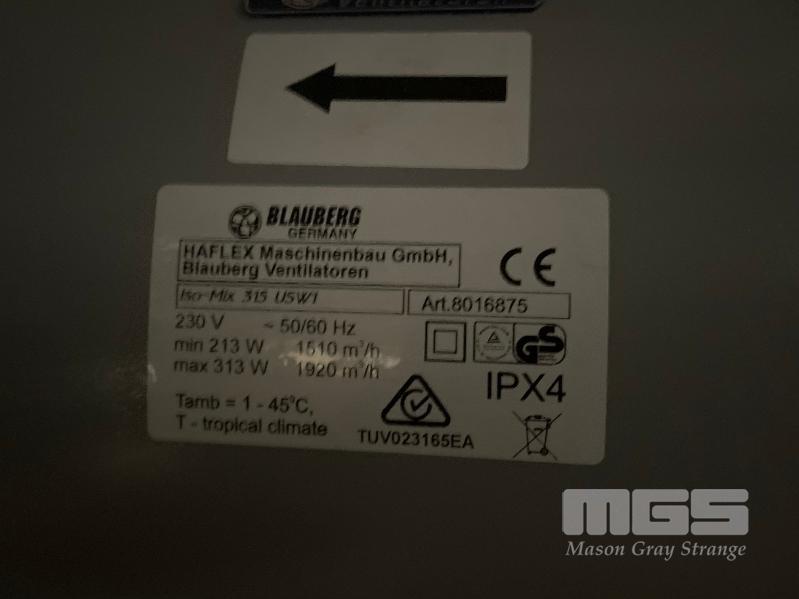 BLAUBERG
GERMANY
HAFLEX Maschinenbau GmbH,
Blauberg Ventilatoren
Iso-Mix 315 USW1
Art.8016875
230 V ~ 50/60 Hz
min 213 W 1510 m³/h
max 313 W 1920 m³/h
Tamb = 1 - 45°C,
T - tropical climate
CE
GS
IPX4
TUV023165EA
MGS
Mason Gray Strange